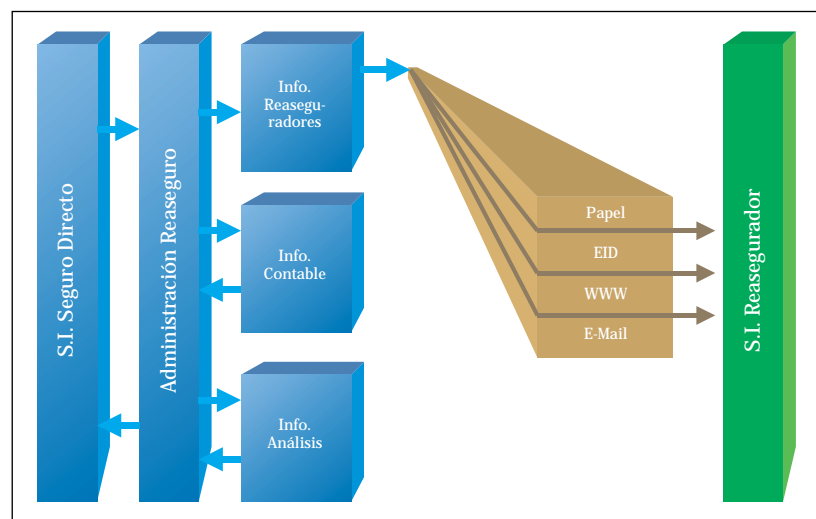 S.I. Seguro Directo
Administración Reaseguro
Info.
Reasegu-
radores
Info.
Contable
Info.
Análisis
Papel
EID
WWW
E-Mail
S.I. Reasegurador